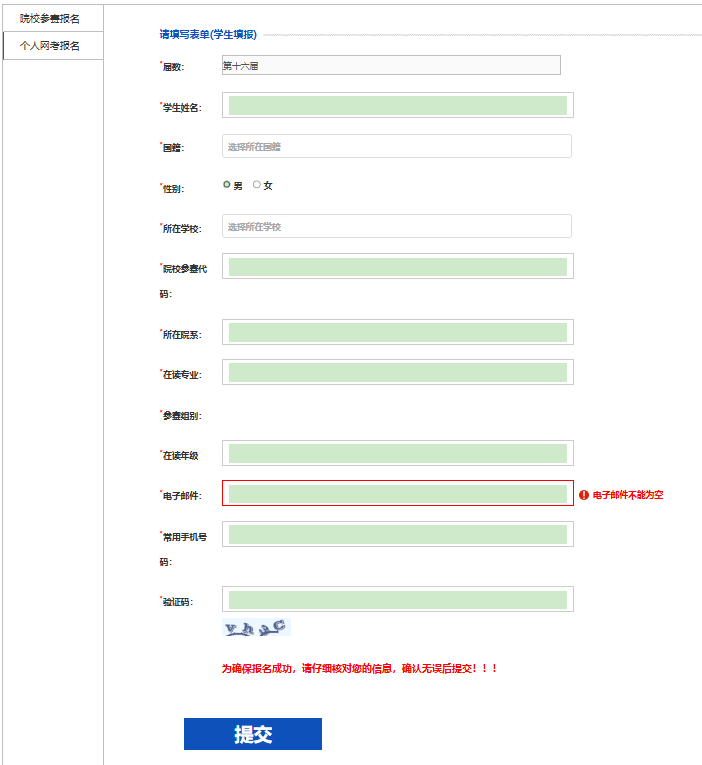 院校参赛报名
个人网考报名
请填写表单(学生填报)
*届数： 第十六届
*学生姓名：
*国籍： 选择所在国籍
*性别： 男 女
*所在学校： 选择所在学校
*院校参赛代
码：
*所在院系：
*在读专业：
*参赛组别：
*在读年级
*电子邮件： 电子邮件不能为空
*常用手机号
码：
*验证码：
vhac
为确保报名成功，请仔细核对您的信息，确认无误后提交！！！
提交